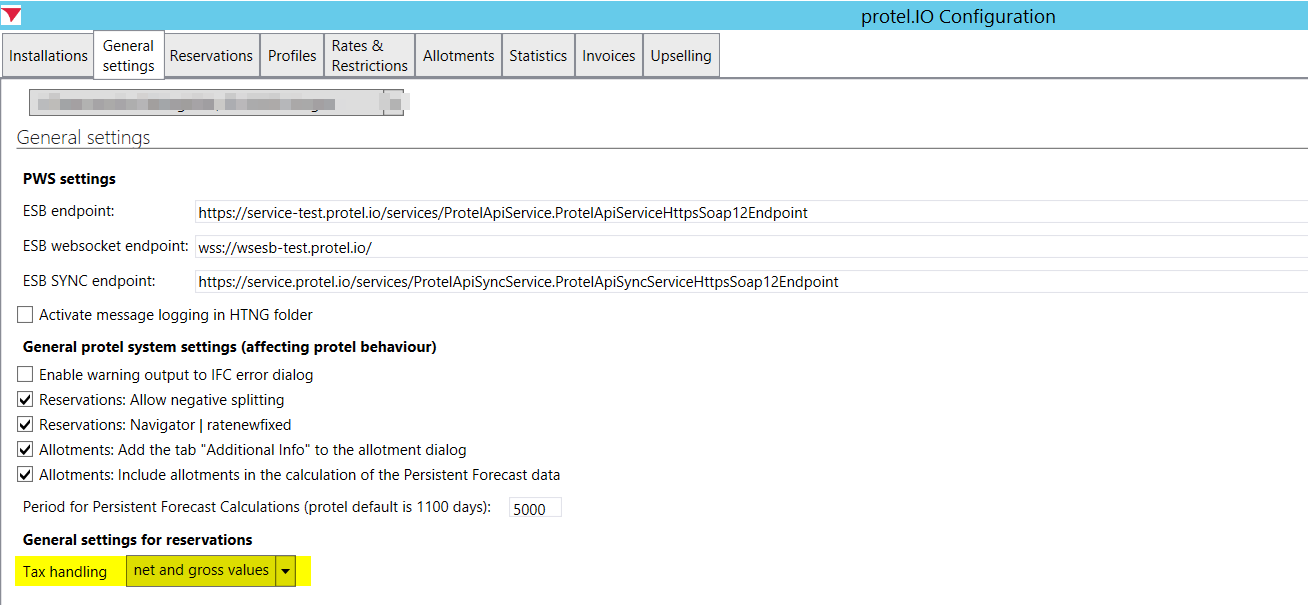 protel.IO Configuration
Installations
General settings
Reservations
Profiles
Rates & Restrictions
Allotments
Statistics
Invoices
Upselling
General settings
PWS settings
ESB endpoint: https://service-test.protel.io/services/ProtelApiService.ProtelApiServiceHttpsSoap12Endpoint
ESB websocket endpoint: wss://wsesb-test.protel.io/
ESB SYNC endpoint: https://service.protel.io/services/ProtelApiSyncService.ProtelApiSyncServiceHttpsSoap12Endpoint
Activate message logging in HTNG folder
General protel system settings (affecting protel behaviour)
Enable warning output to IFC error dialog
Reservations: Allow negative splitting
Reservations: Navigator | ratenewfixed
Allotments: Add the tab "Additional Info" to the allotment dialog
Allotments: Include allotments in the calculation of the Persistent Forecast data
Period for Persistent Forecast Calculations (protel default is 1100 days): 5000
General settings for reservations
Tax handling net and gross values